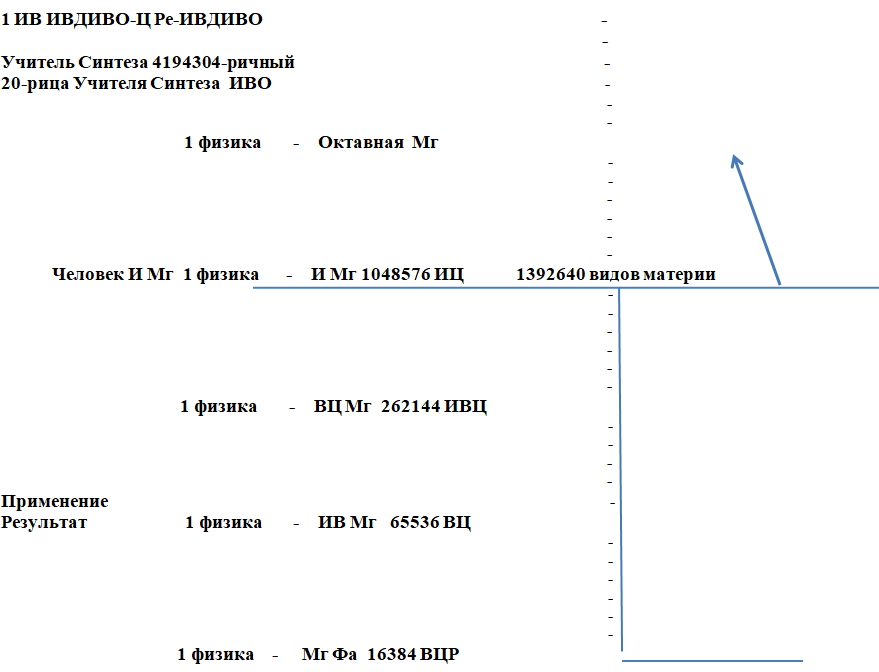 1 ИВ ИВДИВО-Ц Ре-ИВДИВО -
-
Учитель Синтеза 4194304-ричный -
20-рица Учителя Синтеза ИВО -
-
-
1 физика - Октавная Мг
-
-
-
-
-
-
Человек И Мг 1 физика - И Мг 1048576 ИЦ 1392640 видов материи
-
-
-
-
-
-
1 физика - ВЦ Мг 262144 ИВЦ
-
-
-
-
Применение -
Результат 1 физика - ИВ Мг 65536 ВЦ
-
-
-
-
-
-
1 физика - Мг Фа 16384 ВЦР